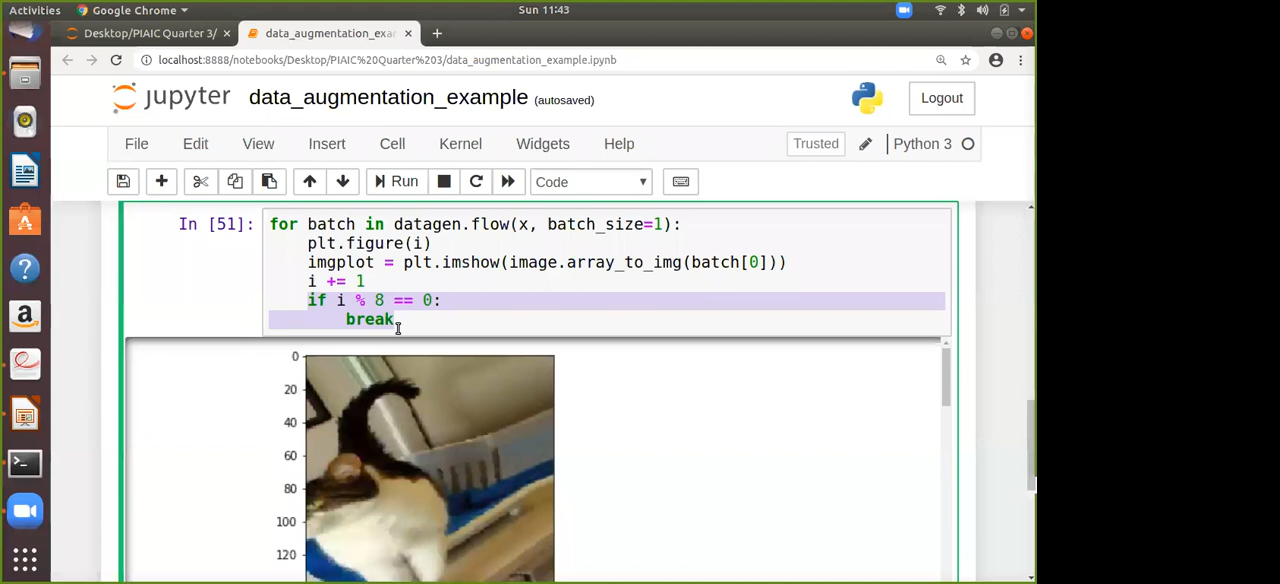 Activities Google Chrome Sun 11:43
Desktop/PIAIC Quarter 3/ data_augmentation_exa
localhost:8888/notebooks/Desktop/PIAIC%20Quarter%203/data_augmentation_example.ipynb
jupyter data_augmentation_example (autosaved) Logout
File Edit View Insert Cell Kernel Widgets Help Trusted Python 3
Run Code
In [51]: for batch in datagen.flow(x, batch_size=1):
plt.figure(i)
imgplot = plt.imshow(image.array_to_img(batch[0]))
i += 1
if i % 8 == 0:
break
0
20
40
60
80
100
120